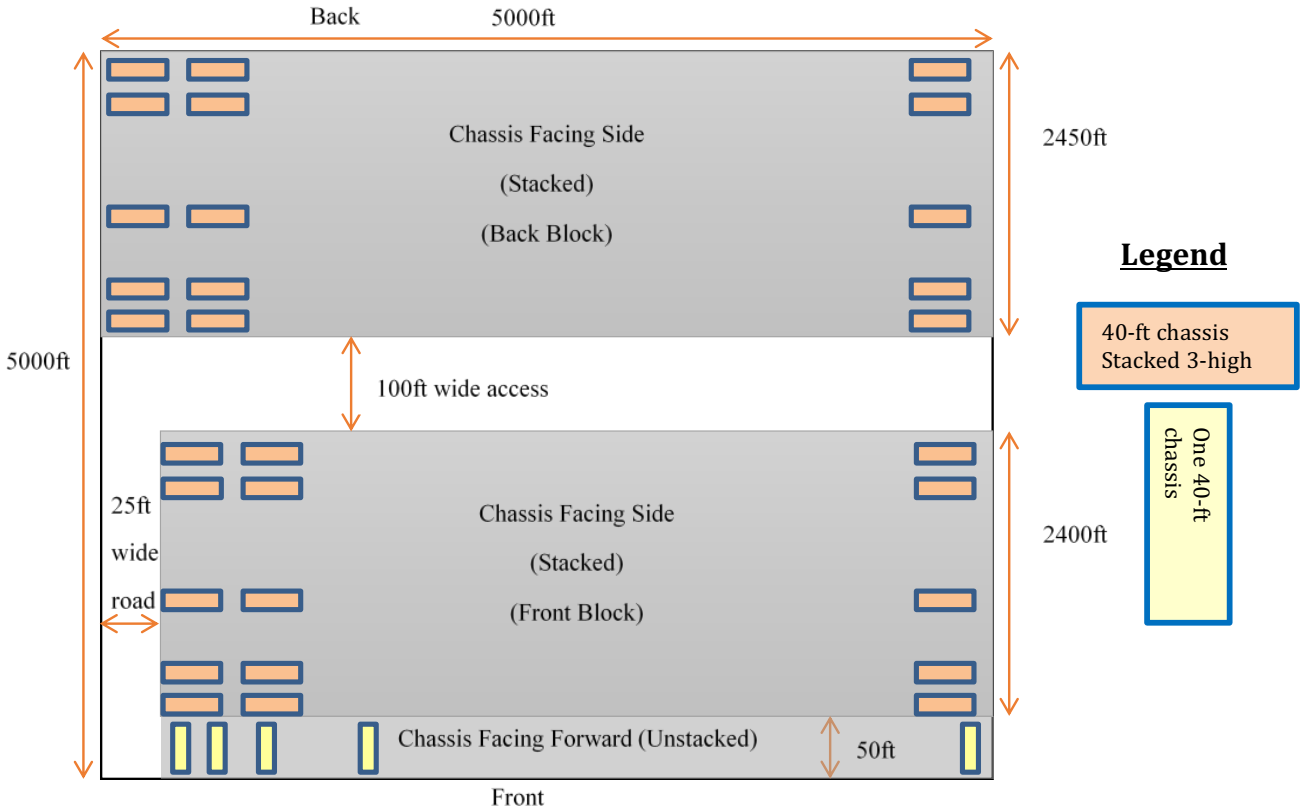 Back
5000ft
Chassis Facing Side
(Stacked)
(Back Block)
2450ft
Legend
40-ft chassis
Stacked 3-high
5000ft
100ft wide access
One 40-ft
chassis
25ft
wide
road
Chassis Facing Side
(Stacked)
(Front Block)
2400ft
Chassis Facing Forward (Unstacked)
50ft
Front